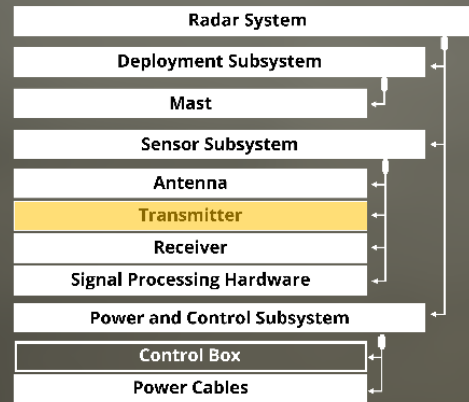 Radar System
Deployment Subsystem
Mast
Sensor Subsystem
Antenna
Transmitter
Receiver
Signal Processing Hardware
Power and Control Subsystem
Control Box
Power Cables